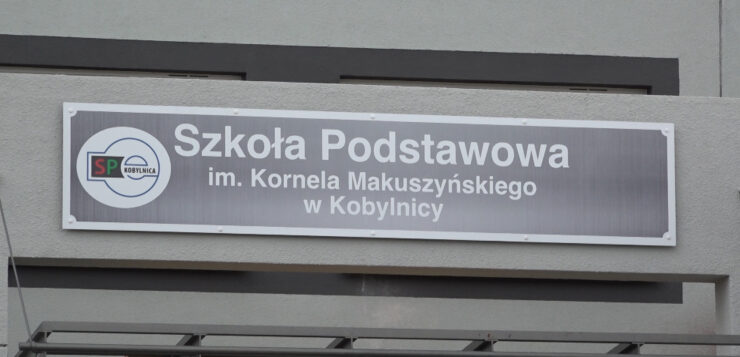 SP
KOBYLNICA
Szkoła Podstawowa
im. Kornela Makuszyńskiego
w Kobylnicy